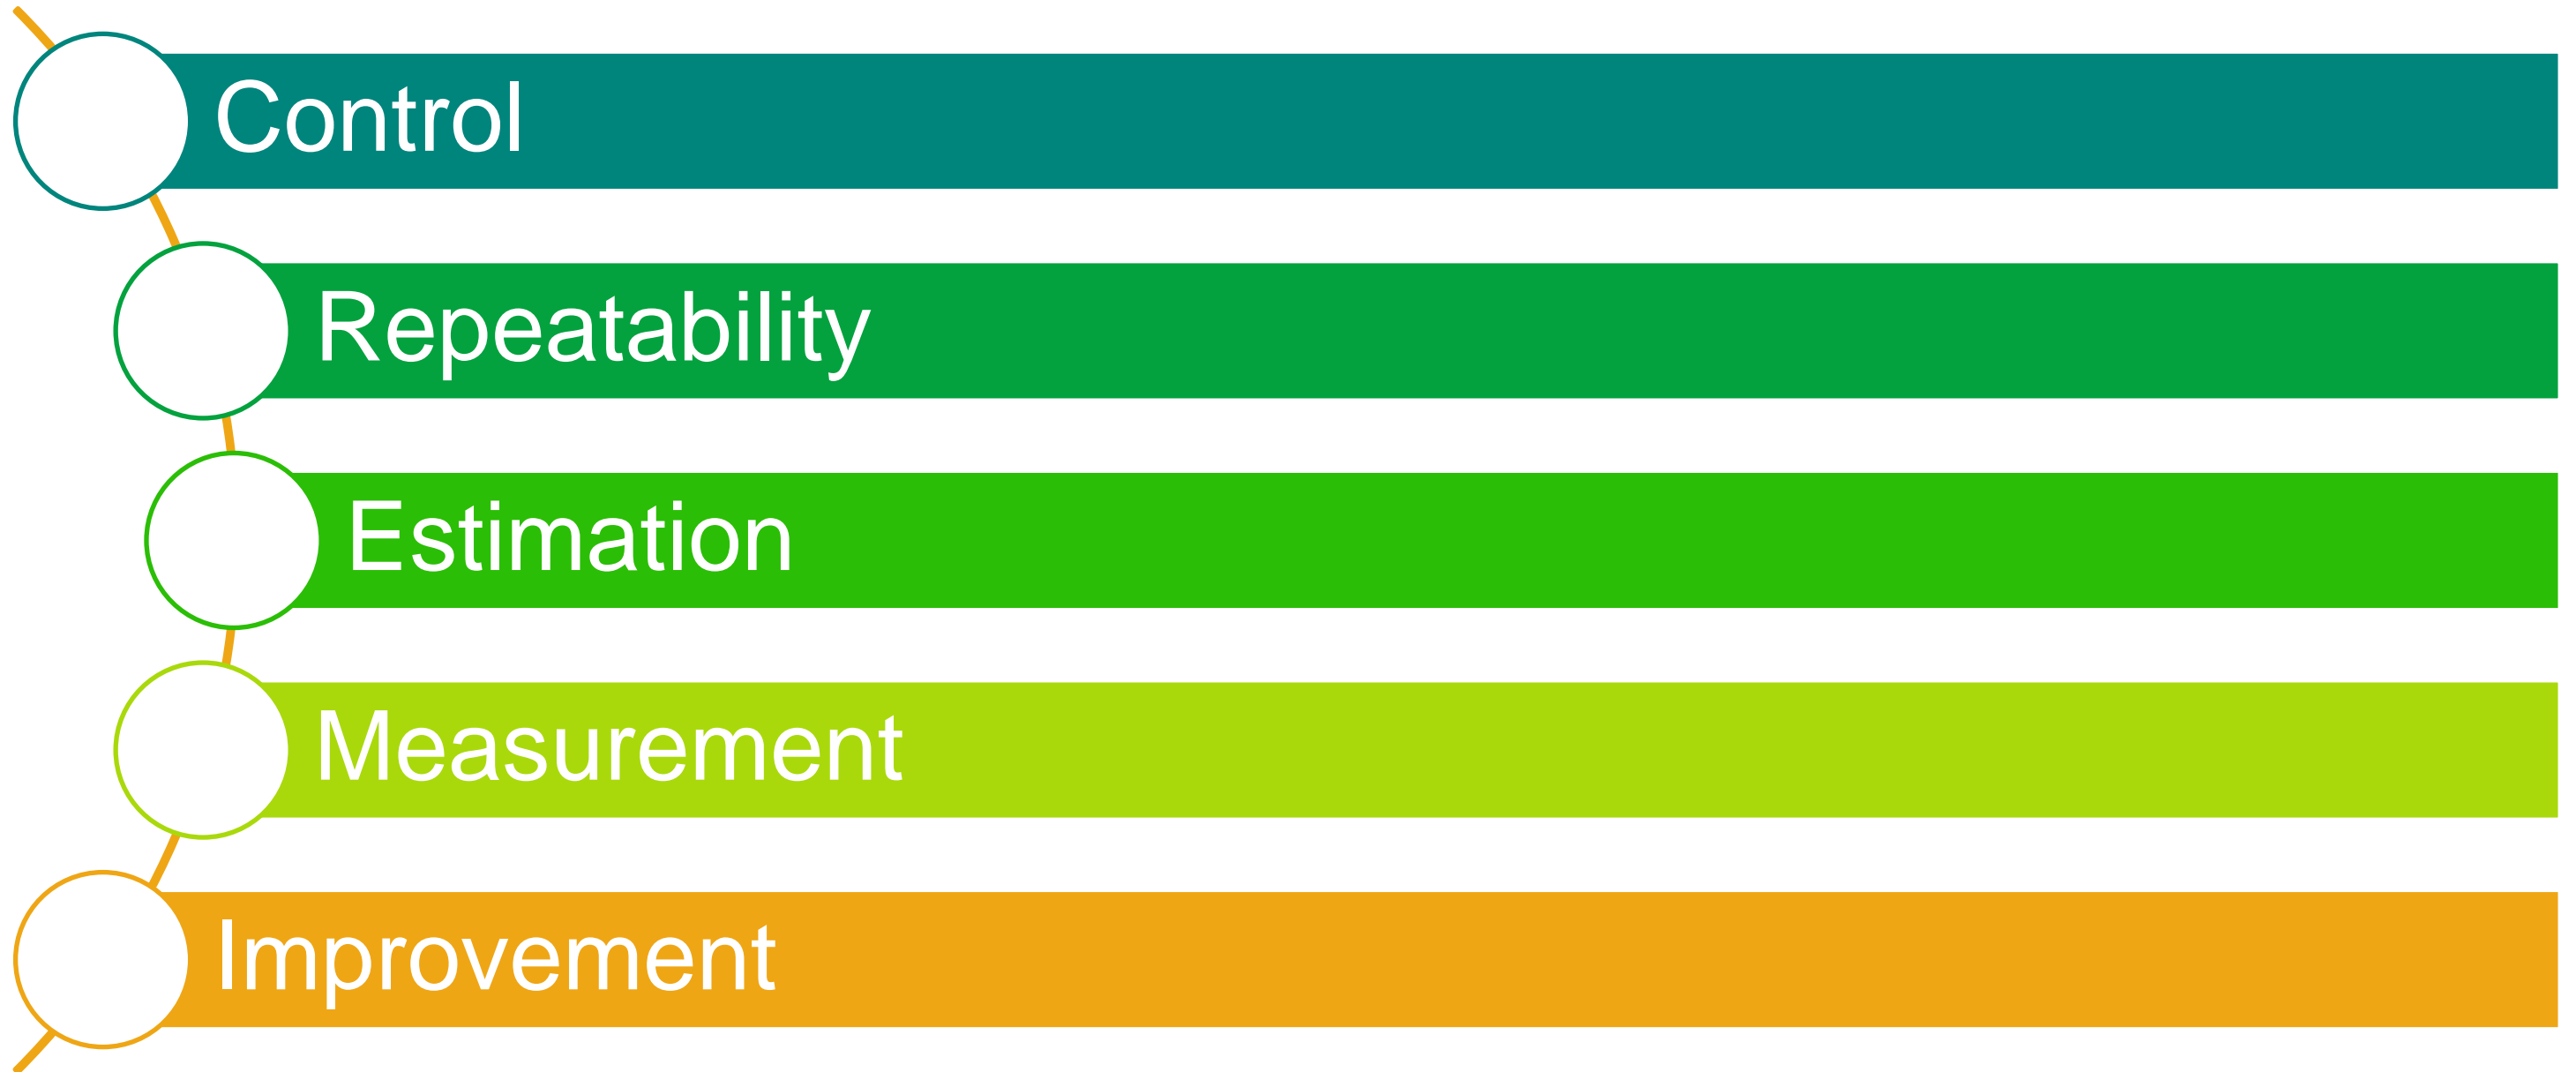 Control
Repeatability
Estimation
Measurement
Improvement